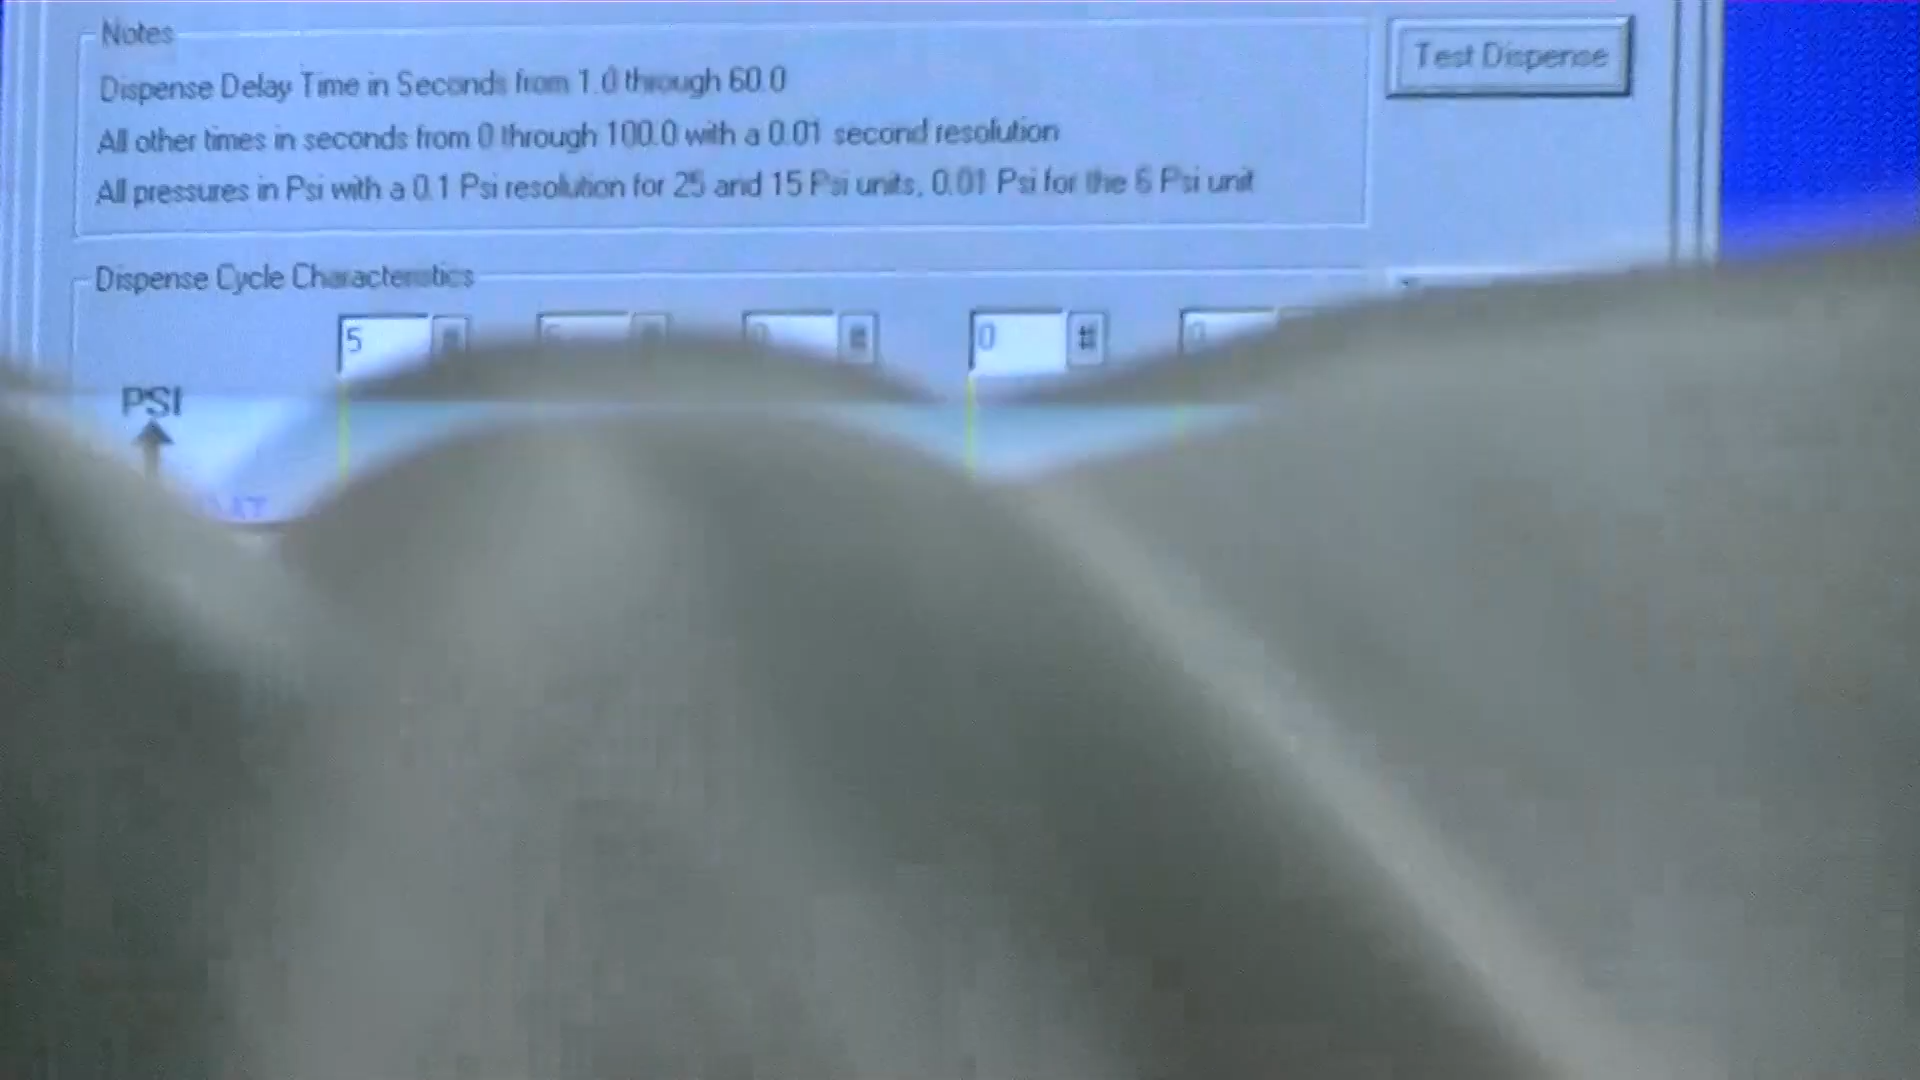 Notes
Test Dispense
Dispense Delay Time in Seconds from 1.0 through 60.0
All other times in seconds from 0 through 100.0 with a 0.01 second resolution
All pressures in Psi with a 0.1 Psi resolution for 25 and 15 Psi units, 0.01 Psi for the 6 Psi unit
Dispense Cycle Characteristics
5 0 0
PSI